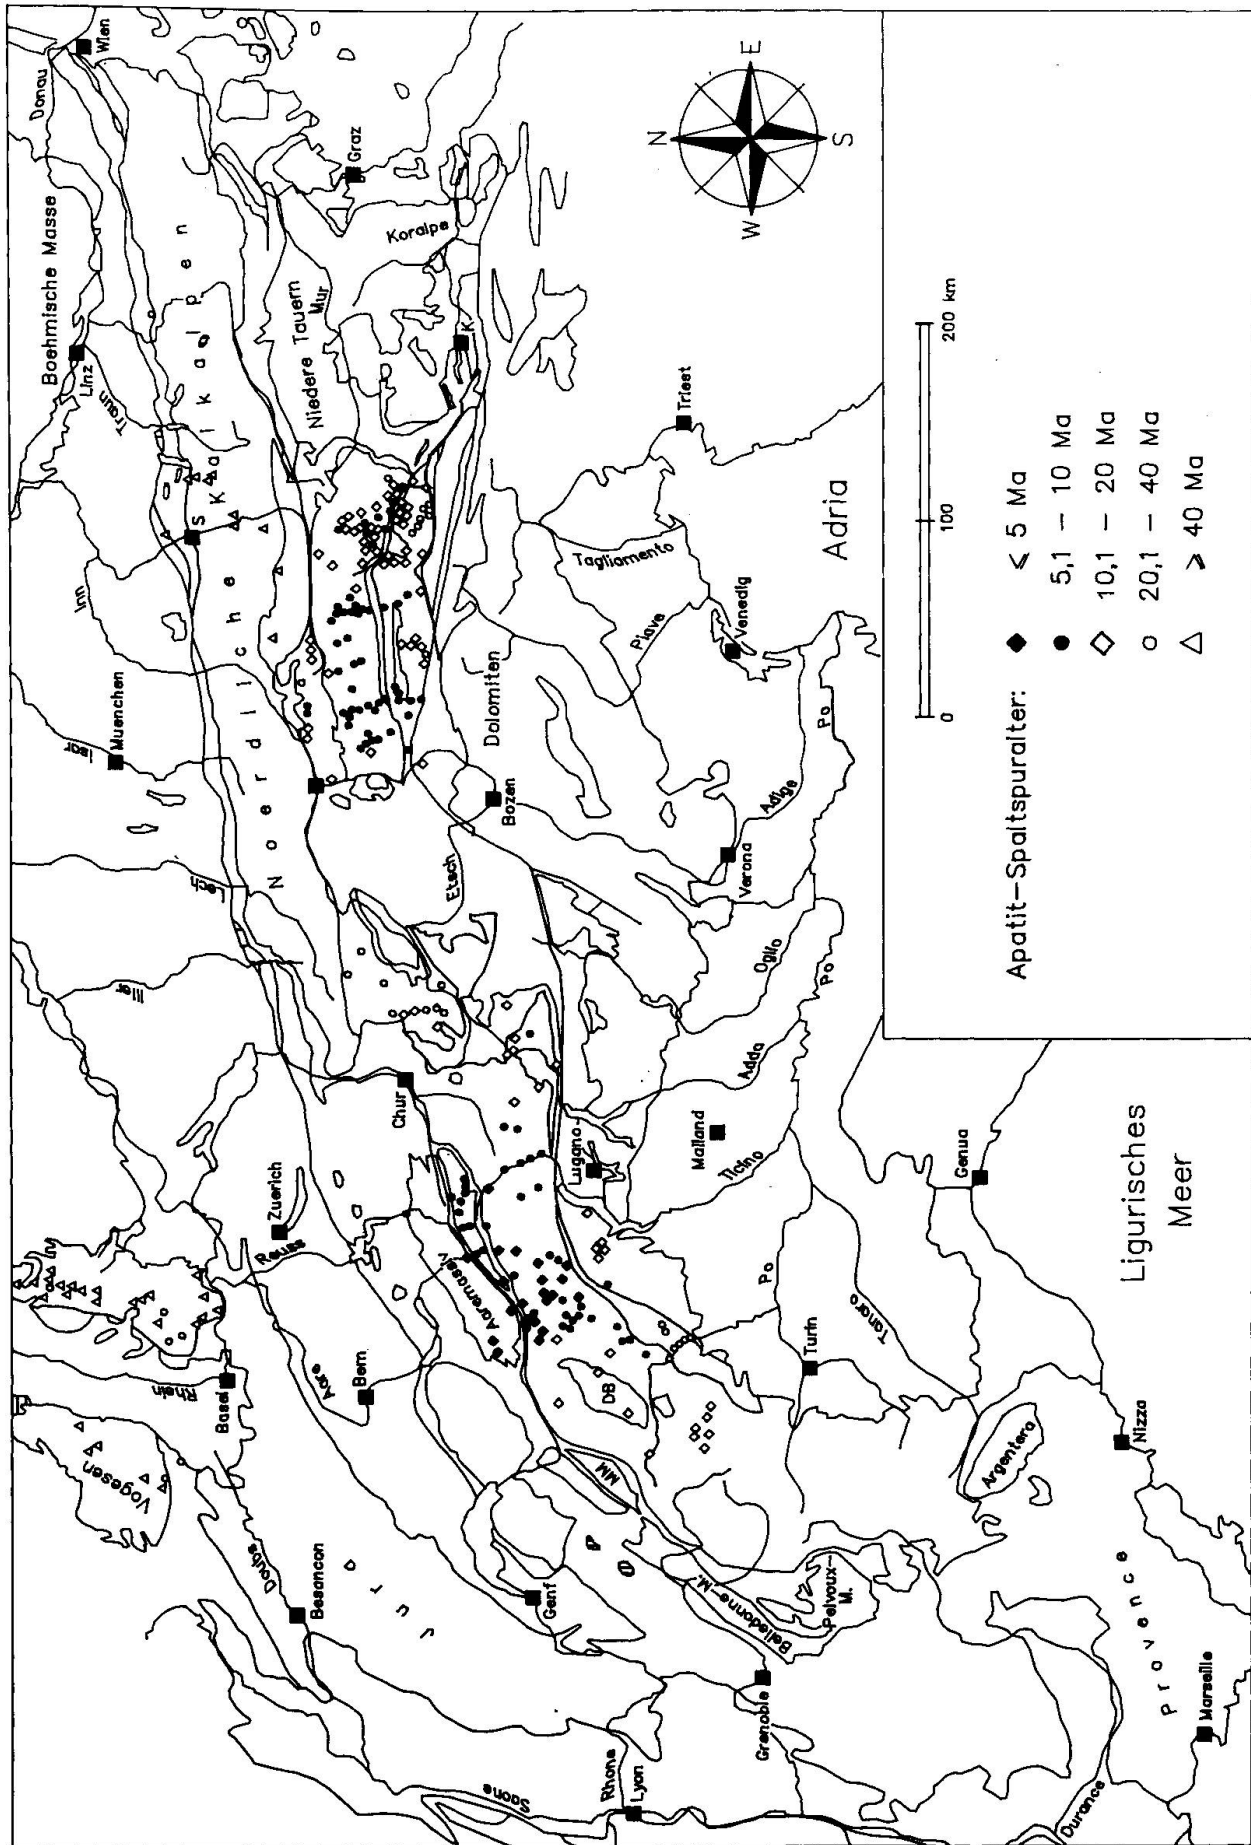 Donau
Wien
Boehmische Masse
Linz
Traun
Inn
Muenchen
Isar
Lech
Iller
S
Noerdliche Kalkalpen
Niedere Tauern
Mur
Graz
Koralpe
K
Zuerich
Reuss
Rhein
Basel
Vogesen
Doubs
Besancon
Jura
Aare
Bern
Aaremassiv
Chur
Etsch
Bozen
Dolomiten
Tagliamento
Piave
Triest
Venedig
Adria
Verona
Adige
Po
Oglio
Po
Adda
Lugano
Mailand
Ticino
DB
MM
Genf
Saone
Rhone
Lyon
Grenoble
Belledonne-M.
Pelvoux-
M.
Po
Turin
Tanaro
Genua
Ligurisches
Meer
Argentera
Nizza
Provence
Marseille
Durance
N
E
S
W
0
100
200 km
Apatit-Spaltspuralter:
⩽ 5 Ma
5,1 - 10 Ma
10,1 - 20 Ma
20,1 - 40 Ma
⩾ 40 Ma